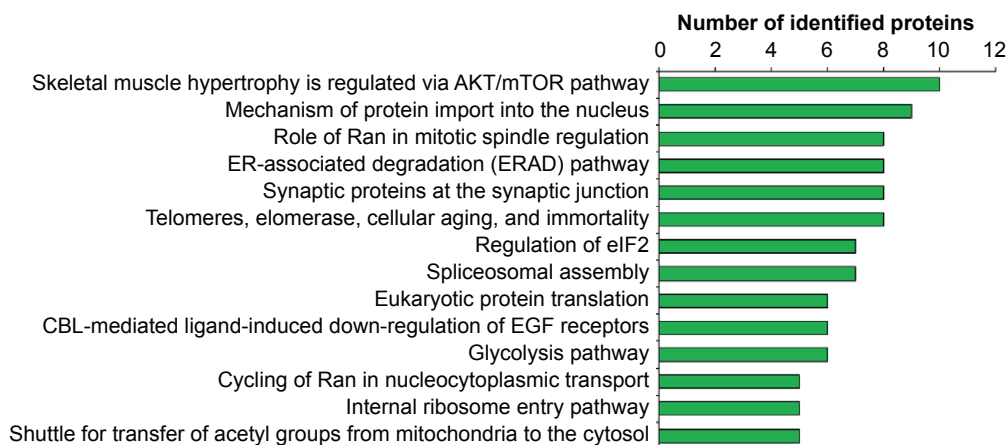 Number of identified proteins
0 2 4 6 8 10 12
Skeletal muscle hypertrophy is regulated via AKT/mTOR pathway
Mechanism of protein import into the nucleus
Role of Ran in mitotic spindle regulation
ER-associated degradation (ERAD) pathway
Synaptic proteins at the synaptic junction
Telomeres, elomerase, cellular aging, and immortality
Regulation of eIF2
Spliceosomal assembly
Eukaryotic protein translation
CBL-mediated ligand-induced down-regulation of EGF receptors
Glycolysis pathway
Cycling of Ran in nucleocytoplasmic transport
Internal ribosome entry pathway
Shuttle for transfer of acetyl groups from mitochondria to the cytosol